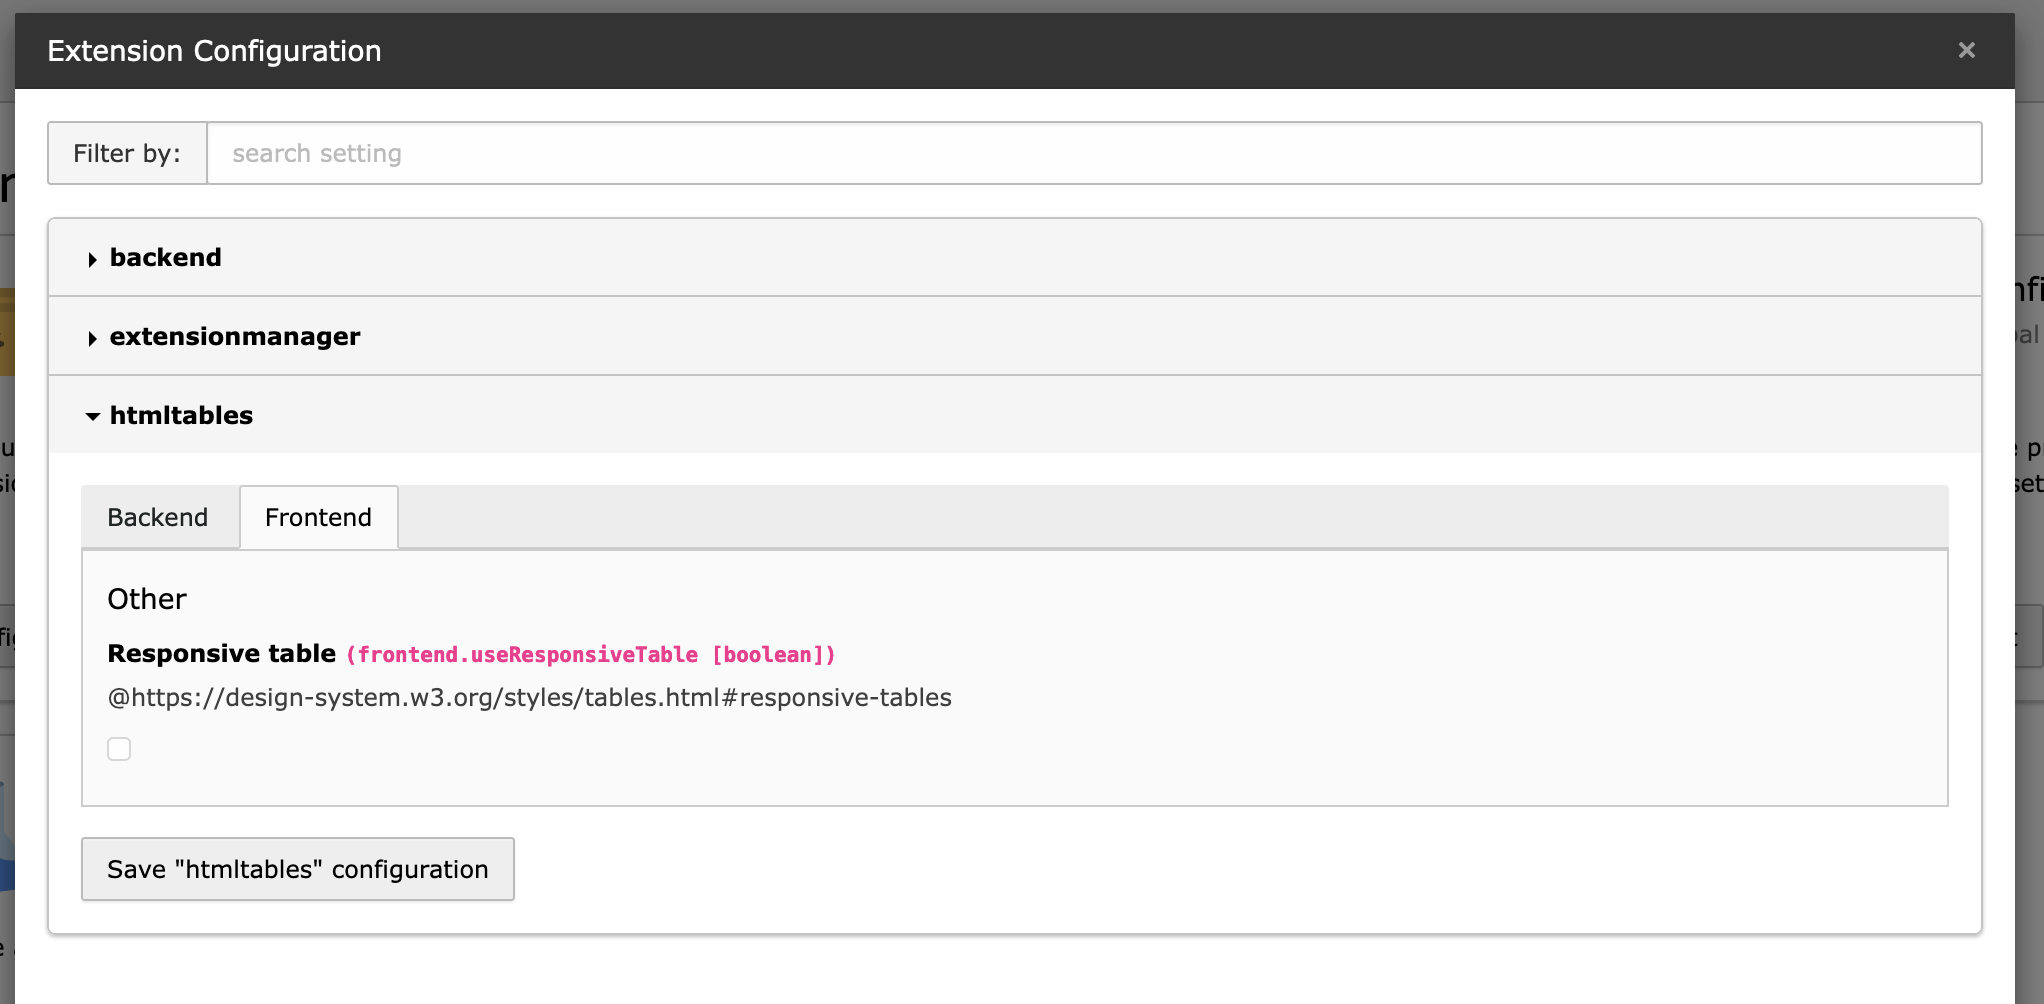 Extension Configuration
×
Filter by: search setting
backend
extensionmanager
htmltables
Backend Frontend
Other
Responsive table (frontend.useResponsiveTable [boolean])
@https://design-system.w3.org/styles/tables.html#responsive-tables
Save "htmltables" configuration